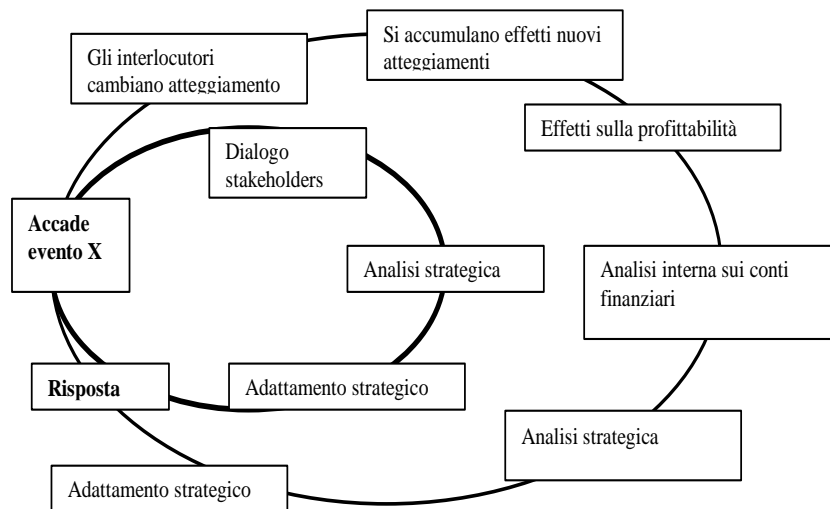 Si accumulano effetti nuovi
atteggiamenti
Gli interlocutori
cambiano atteggiamento
Effetti sulla profittabilità
Dialogo
stakeholders
Accade
evento X
Analisi strategica
Analisi interna sui conti
finanziari
Risposta
Adattamento strategico
Analisi strategica
Adattamento strategico